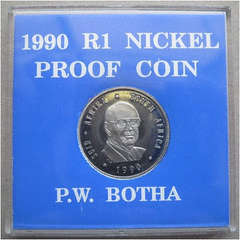 1990 R1 NICKEL
PROOF COIN
SUID · AFRIKA · SOUTH AFRICA
· 1990 ·
P.W. BOTHA